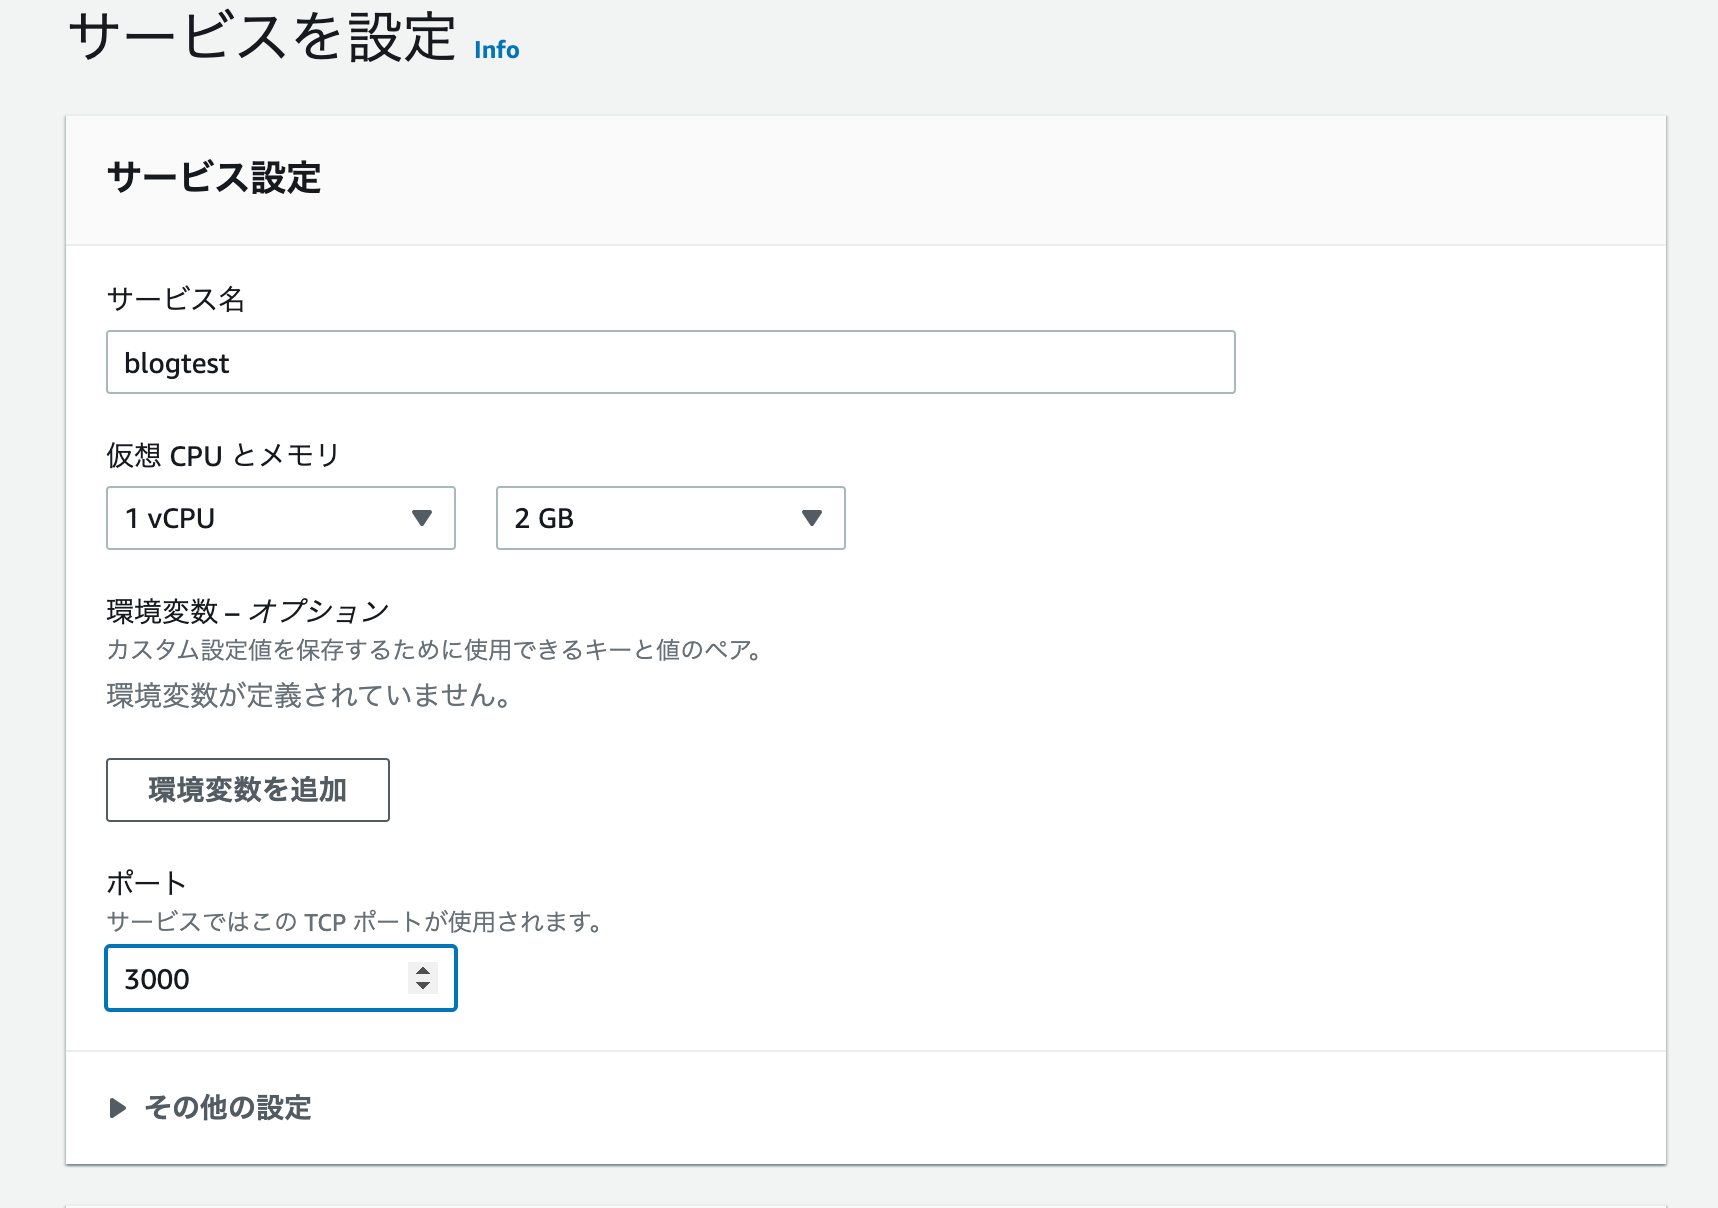 サービスを設定 Info
サービス設定
サービス名
blogtest
仮想 CPU とメモリ
1 vCPU 2 GB
環境変数 – オプション
カスタム設定値を保存するために使用できるキーと値のペア。
環境変数が定義されていません。
環境変数を追加
ポート
サービスではこの TCP ポートが使用されます。
3000
その他の設定